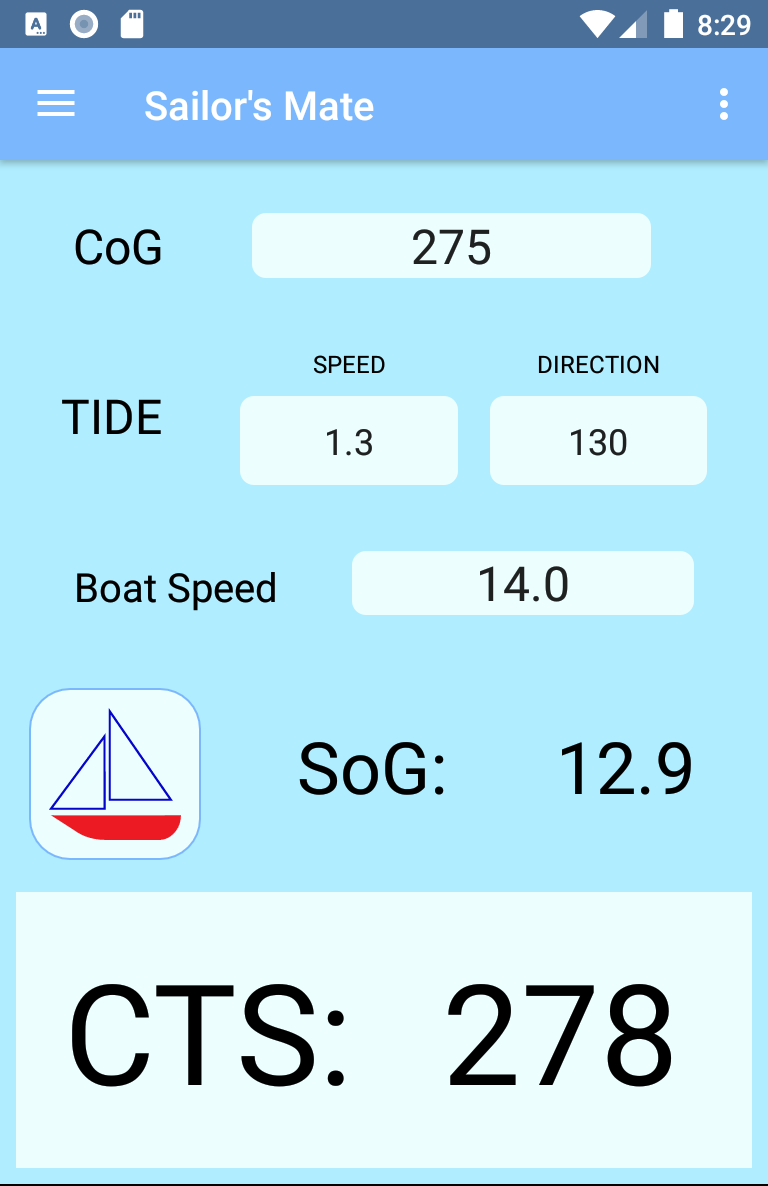 8:29
Sailor's Mate
CoG 275
SPEED DIRECTION
TIDE 1.3 130
Boat Speed 14.0
SoG: 12.9
CTS: 278